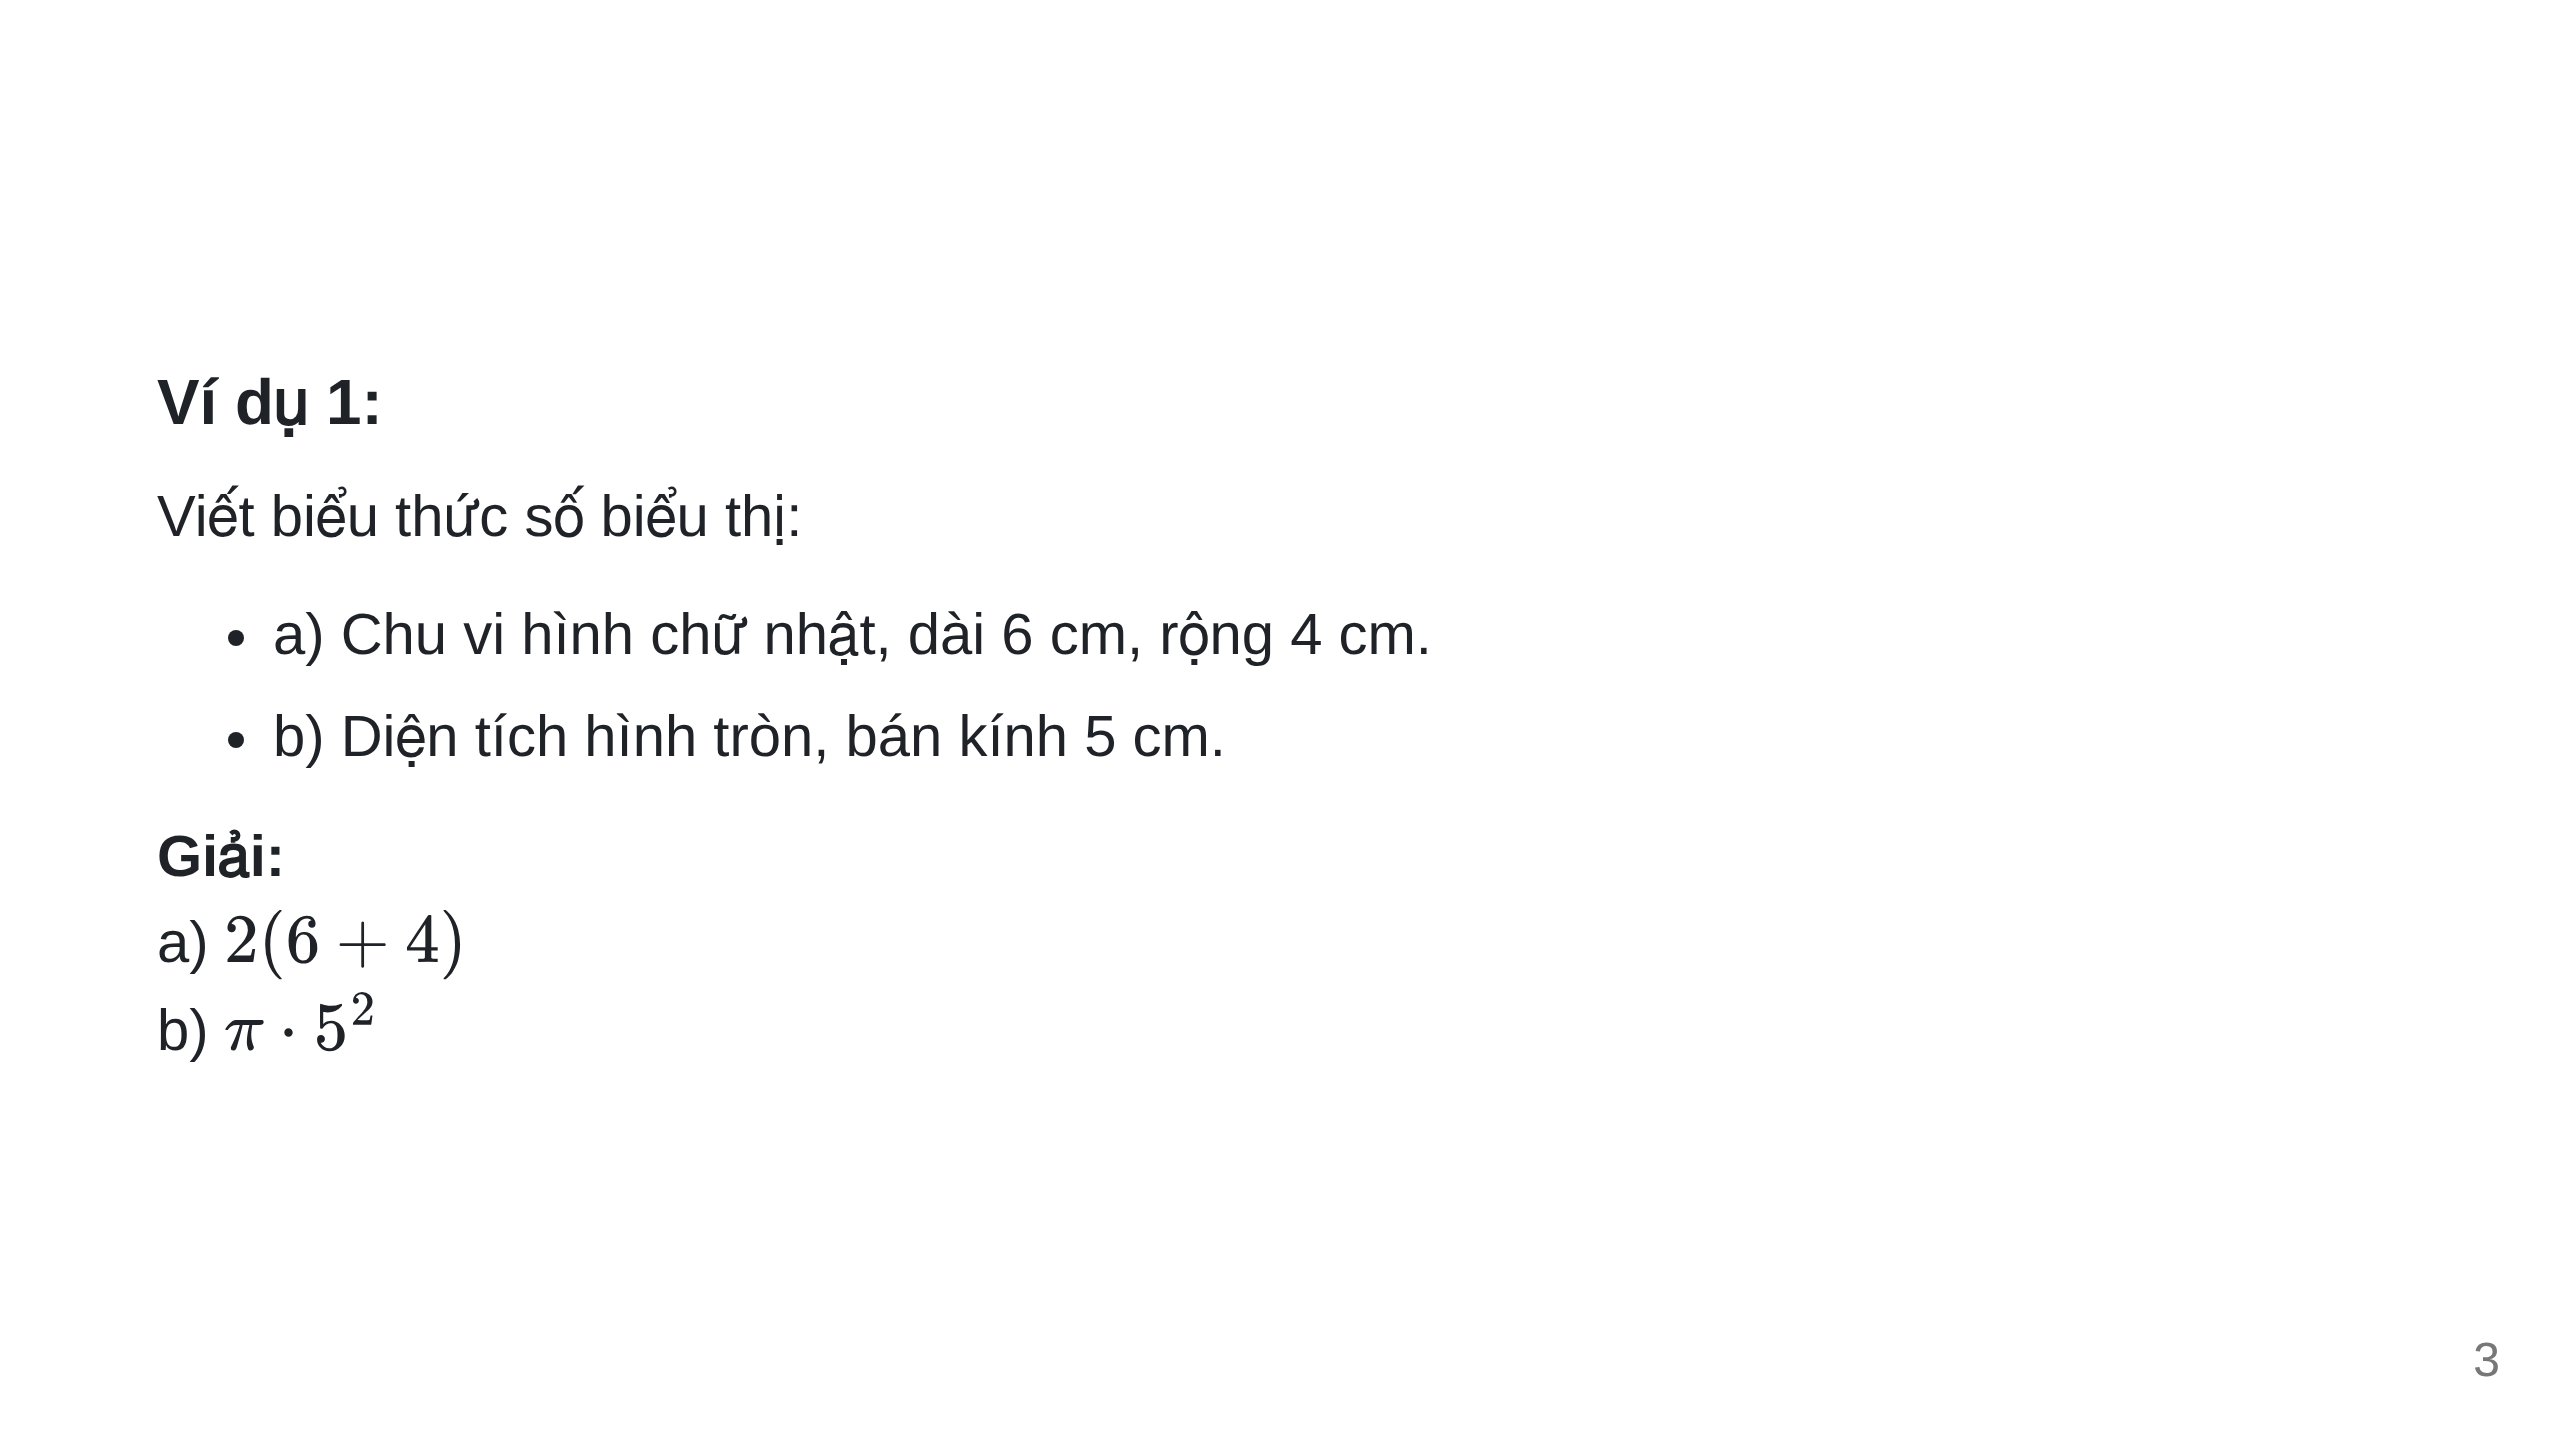 Ví dụ 1:
Viết biểu thức số biểu thị:
• a) Chu vi hình chữ nhật, dài 6 cm, rộng 4 cm.
• b) Diện tích hình tròn, bán kính 5 cm.
Giải:
a) 2(6 + 4)
b) π · 5²
3